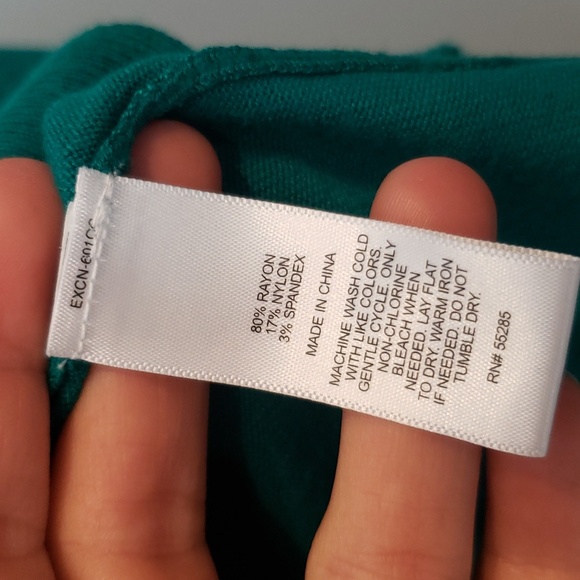 80% RAYON
17% NYLON
3% SPANDEX
MADE IN CHINA
MACHINE WASH COLD
WITH LIKE COLORS.
GENTLE CYCLE. ONLY
NON-CHLORINE
BLEACH WHEN
NEEDED. LAY FLAT
TO DRY. WARM IRON
IF NEEDED. DO NOT
TUMBLE DRY.
RN# 55285